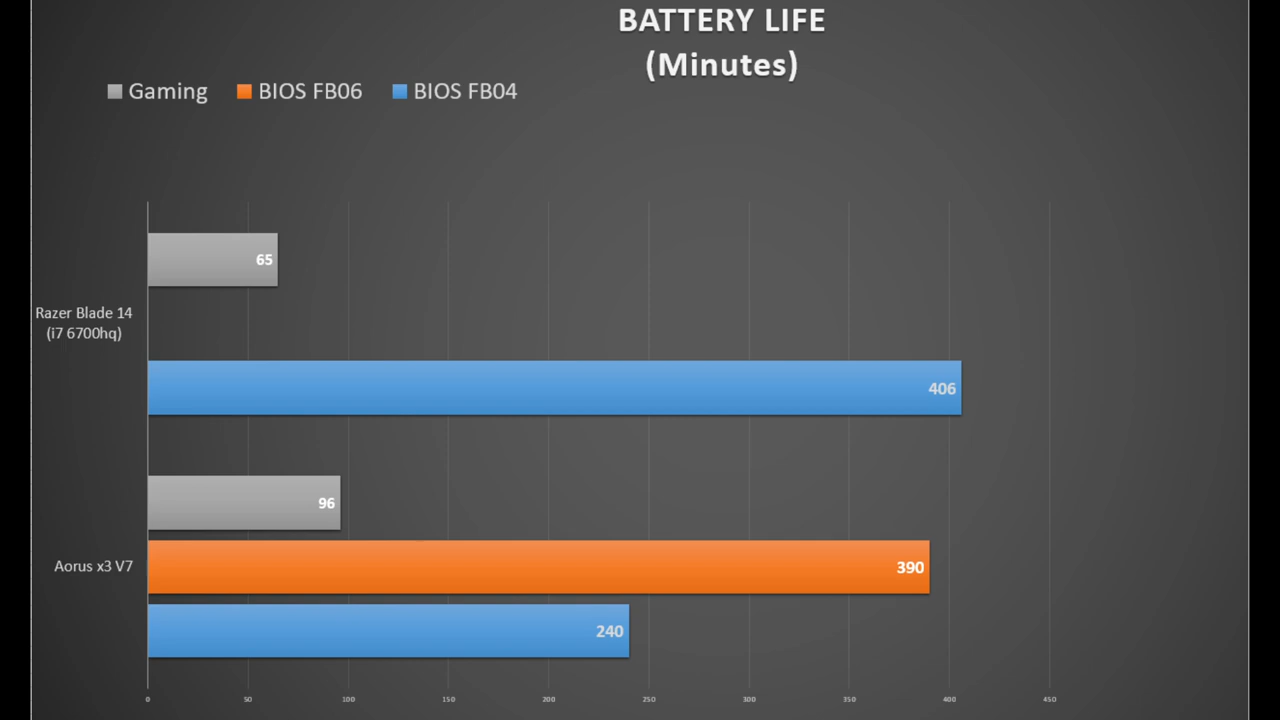 BATTERY LIFE
(Minutes)
Gaming BIOS FB06 BIOS FB04
65
Razer Blade 14
(i7 6700hq)
406
96
Aorus x3 V7
390
240
0 50 100 150 200 250 300 350 400 450